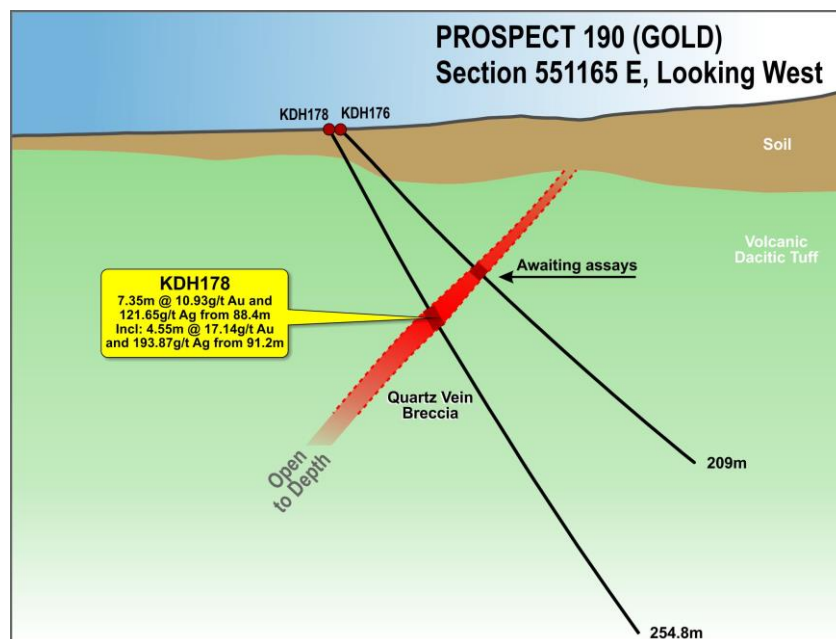 PROSPECT 190 (GOLD)
Section 551165 E, Looking West
KDH178
KDH176
Soil
Volcanic
Dacitic Tuff
Awaiting assays
KDH178
7.35m @ 10.93g/t Au and
121.65g/t Ag from 88.4m
Incl: 4.55m @ 17.14g/t Au
and 193.87g/t Ag from 91.2m
Quartz Vein
Breccia
Open
to Depth
209m
254.8m